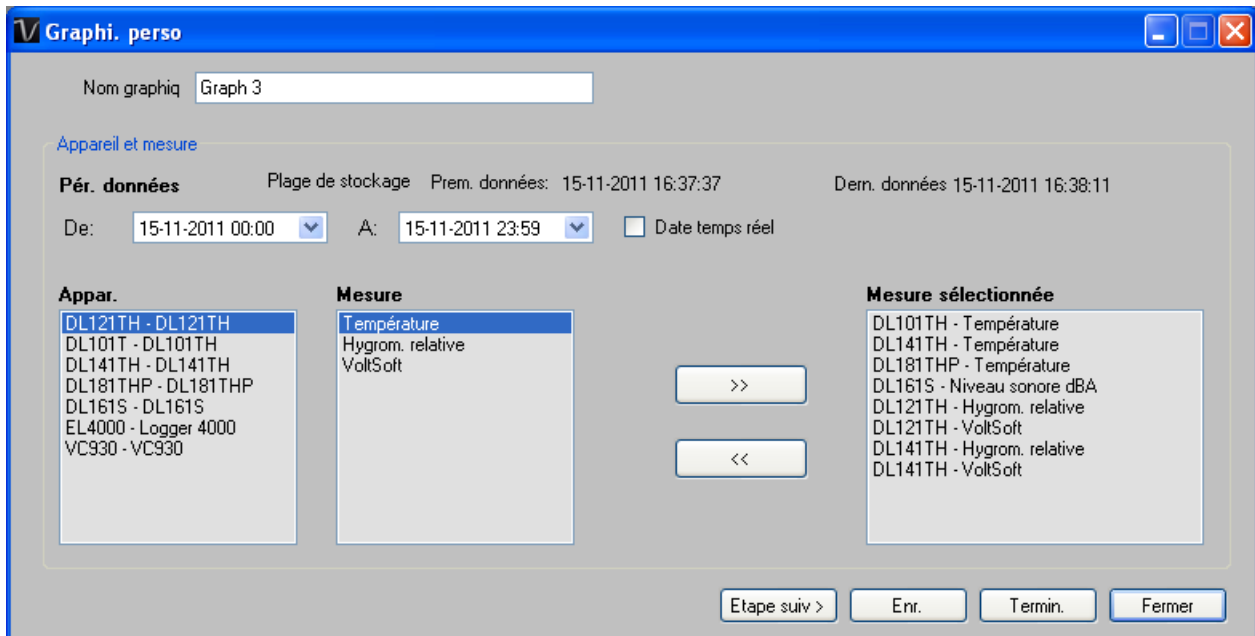 Graphi. perso
Nom graphiq Graph 3
Appareil et mesure
Pér. données Plage de stockage Prem. données: 15-11-2011 16:37:37 Dern. données 15-11-2011 16:38:11
De: 15-11-2011 00:00 A: 15-11-2011 23:59 Date temps réel
Appar.
DL121TH - DL121TH
DL101T - DL101TH
DL141TH - DL141TH
DL181THP - DL181THP
DL161S - DL161S
EL4000 - Logger 4000
VC930 - VC930
Mesure
Température
Hygrom. relative
VoltSoft
>>
<<
Mesure sélectionnée
DL101TH - Température
DL141TH - Température
DL181THP - Température
DL161S - Niveau sonore dBA
DL121TH - Hygrom. relative
DL121TH - VoltSoft
DL141TH - Hygrom. relative
DL141TH - VoltSoft
Etape suiv > Enr. Termin. Fermer